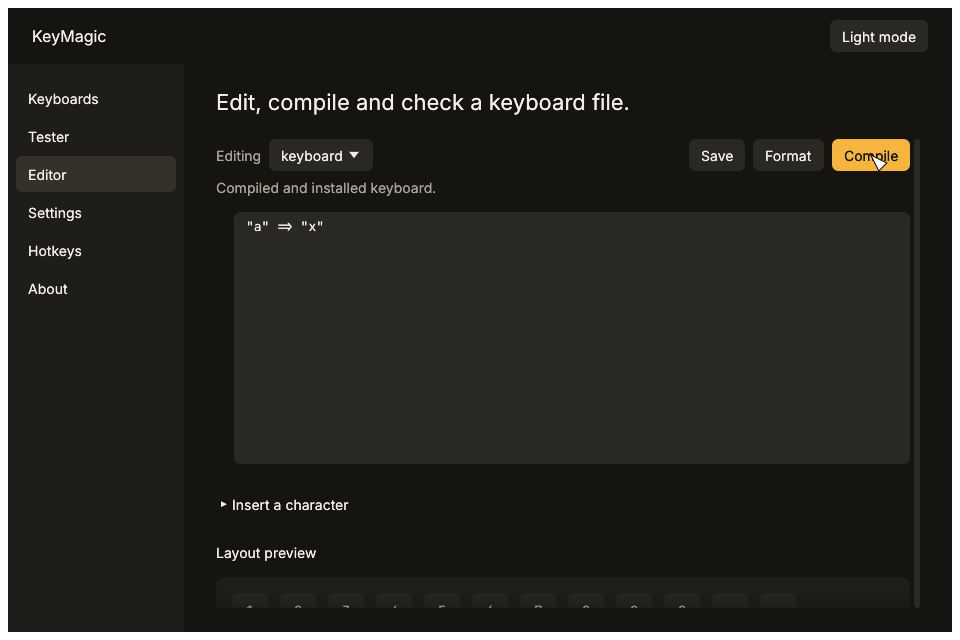 KeyMagic
Light mode
Keyboards
Tester
Editor
Settings
Hotkeys
About
Edit, compile and check a keyboard file.
Editing keyboard ▼ Save Format Compile
Compiled and installed keyboard.
"a" => "x"
Insert a character
Layout preview